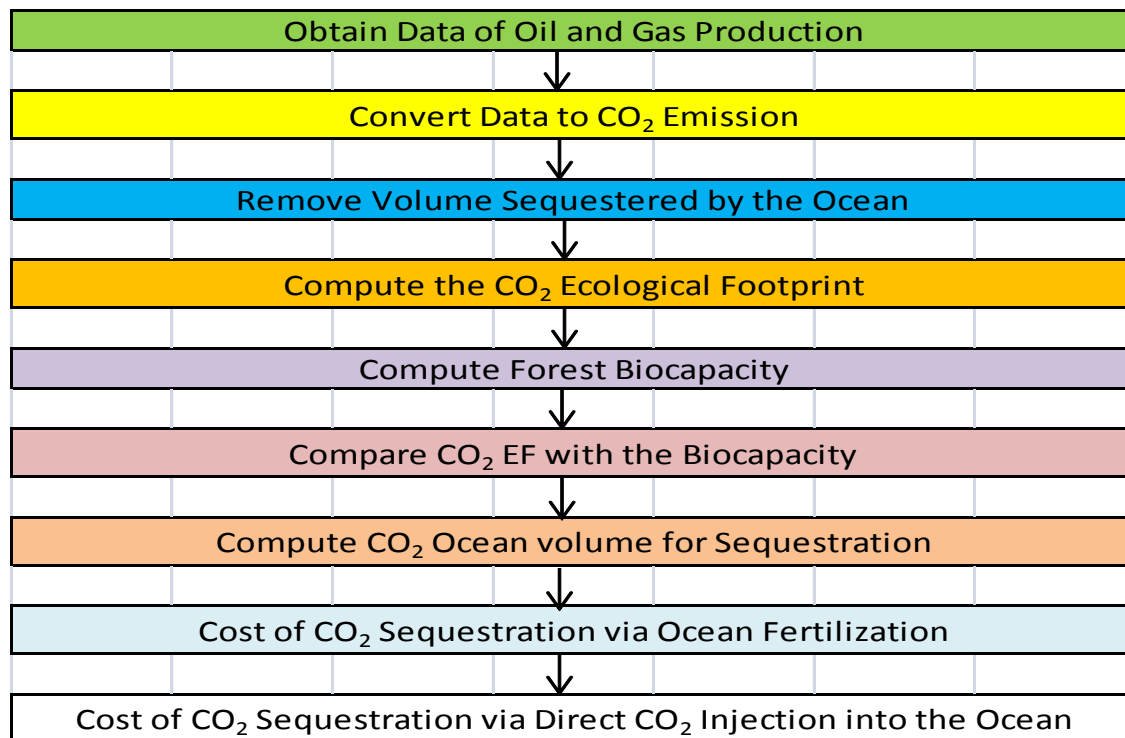 Obtain Data of Oil and Gas Production
Convert Data to CO₂ Emission
Remove Volume Sequestered by the Ocean
Compute the CO₂ Ecological Footprint
Compute Forest Biocapacity
Compare CO₂ EF with the Biocapacity
Compute CO₂ Ocean volume for Sequestration
Cost of CO₂ Sequestration via Ocean Fertilization
Cost of CO₂ Sequestration via Direct CO₂ Injection into the Ocean